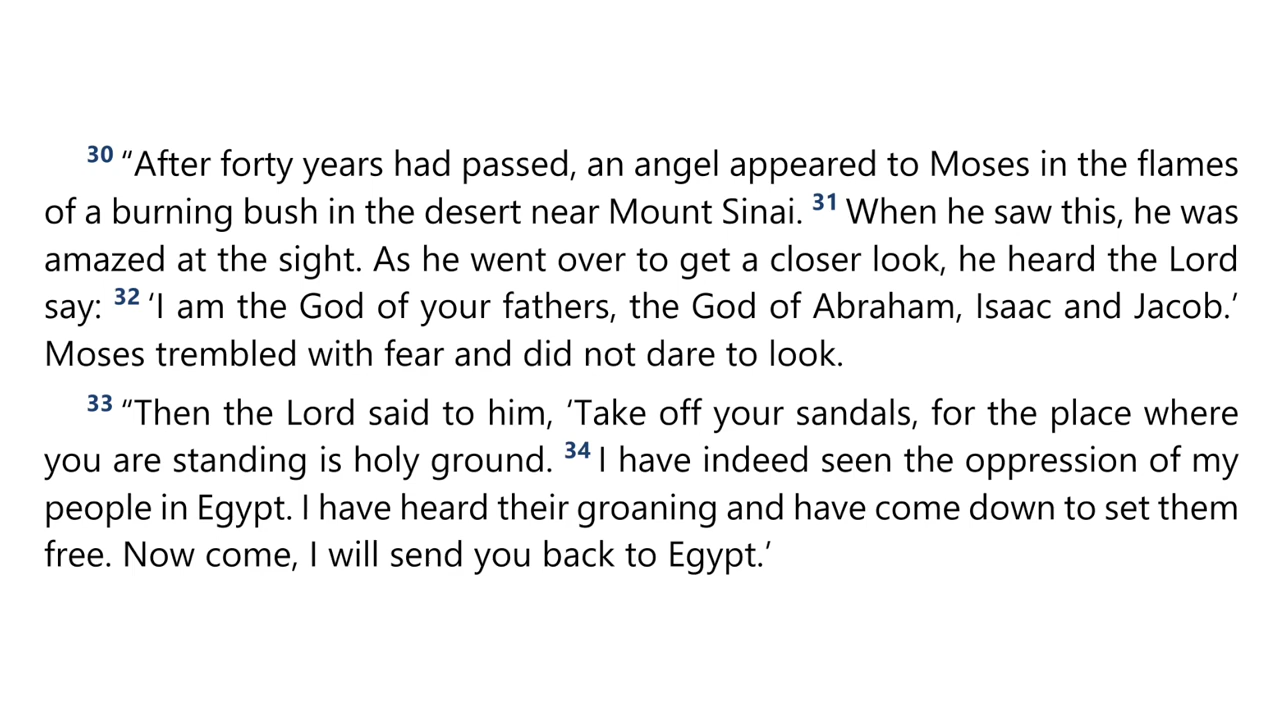 30 “After forty years had passed, an angel appeared to Moses in the flames
of a burning bush in the desert near Mount Sinai. 31 When he saw this, he was
amazed at the sight. As he went over to get a closer look, he heard the Lord
say: 32 ‘I am the God of your fathers, the God of Abraham, Isaac and Jacob.’
Moses trembled with fear and did not dare to look.
33 “Then the Lord said to him, ‘Take off your sandals, for the place where
you are standing is holy ground. 34 I have indeed seen the oppression of my
people in Egypt. I have heard their groaning and have come down to set them
free. Now come, I will send you back to Egypt.’